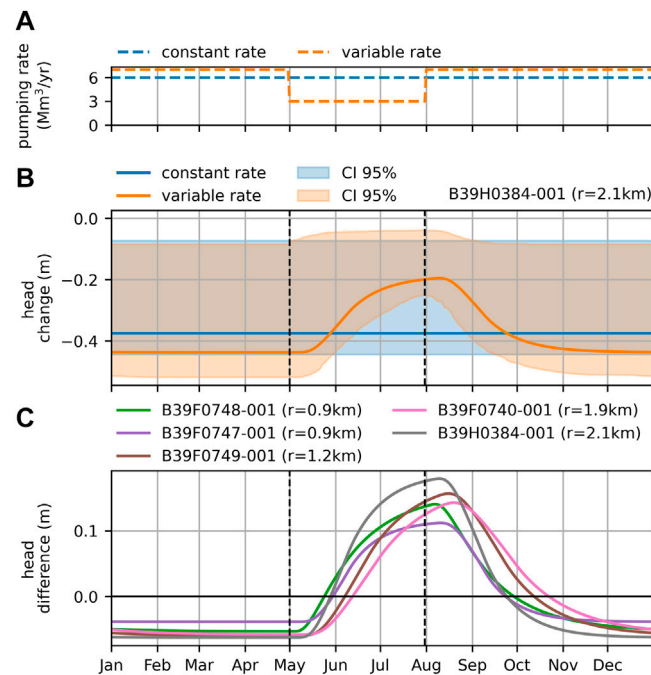 A
constant rate
variable rate
pumping rate
(Mm³/yr)
6
3
0
B
constant rate
CI 95%
variable rate
CI 95%
B39H0384-001 (r=2.1km)
head
change (m)
0.0
−0.2
−0.4
C
B39F0748-001 (r=0.9km)
B39F0740-001 (r=1.9km)
B39F0747-001 (r=0.9km)
B39H0384-001 (r=2.1km)
B39F0749-001 (r=1.2km)
head
difference (m)
0.1
0.0
Jan Feb Mar Apr May Jun Jul Aug Sep Oct Nov Dec